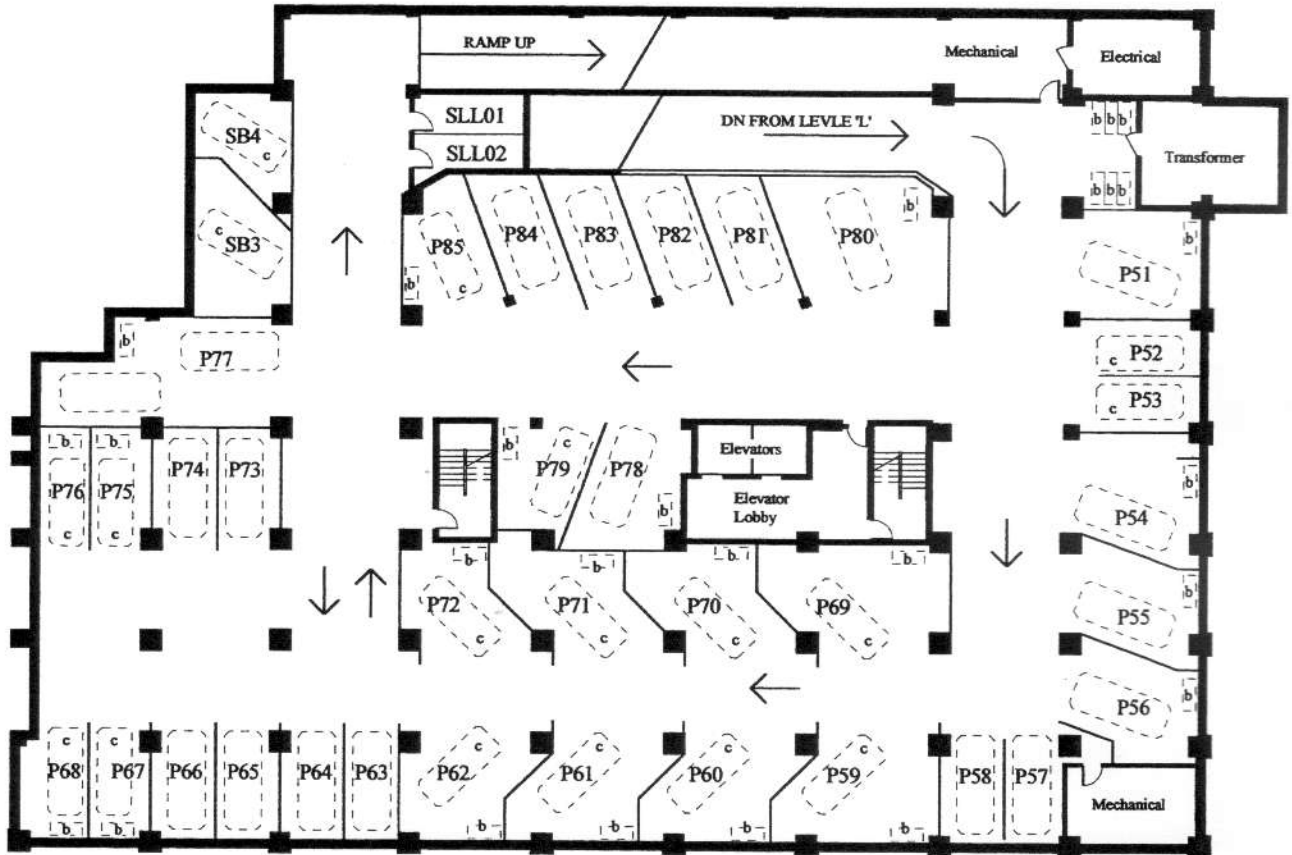 RAMP UP
Mechanical
Electrical
SB4
c
SLL01
SLL02
DN FROM LEVLE 'L'
b b b
Transformer
b b b
SB3
c
P85
c
b
P84
P83
P82
P81
P80
b
P51
b
P77
b
P52
c
P53
c
b
P76
c
b
P75
c
P74
P73
b
P79
c
P78
b
Elevators
Elevator
Lobby
P54
b
P72
b
c
P71
b
c
P70
b
c
P69
b
c
P55
b
P56
b
c
P68
b
c
P67
b
P66
P65
P64
P63
P62
c
b
P61
c
b
P60
c
b
P59
c
b
P58
P57
Mechanical